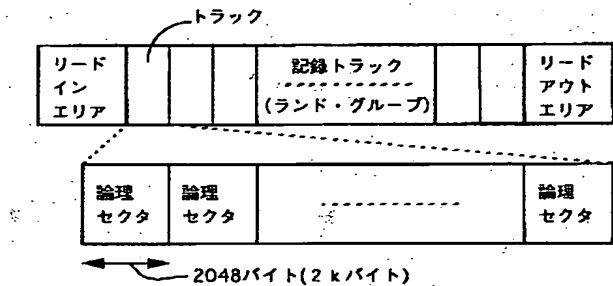 トラック
リード
イン
エリア
記録トラック
(ランド・グルーブ)
リード
アウト
エリア
論理
セクタ
論理
セクタ
論理
セクタ
2048バイト(2kバイト)